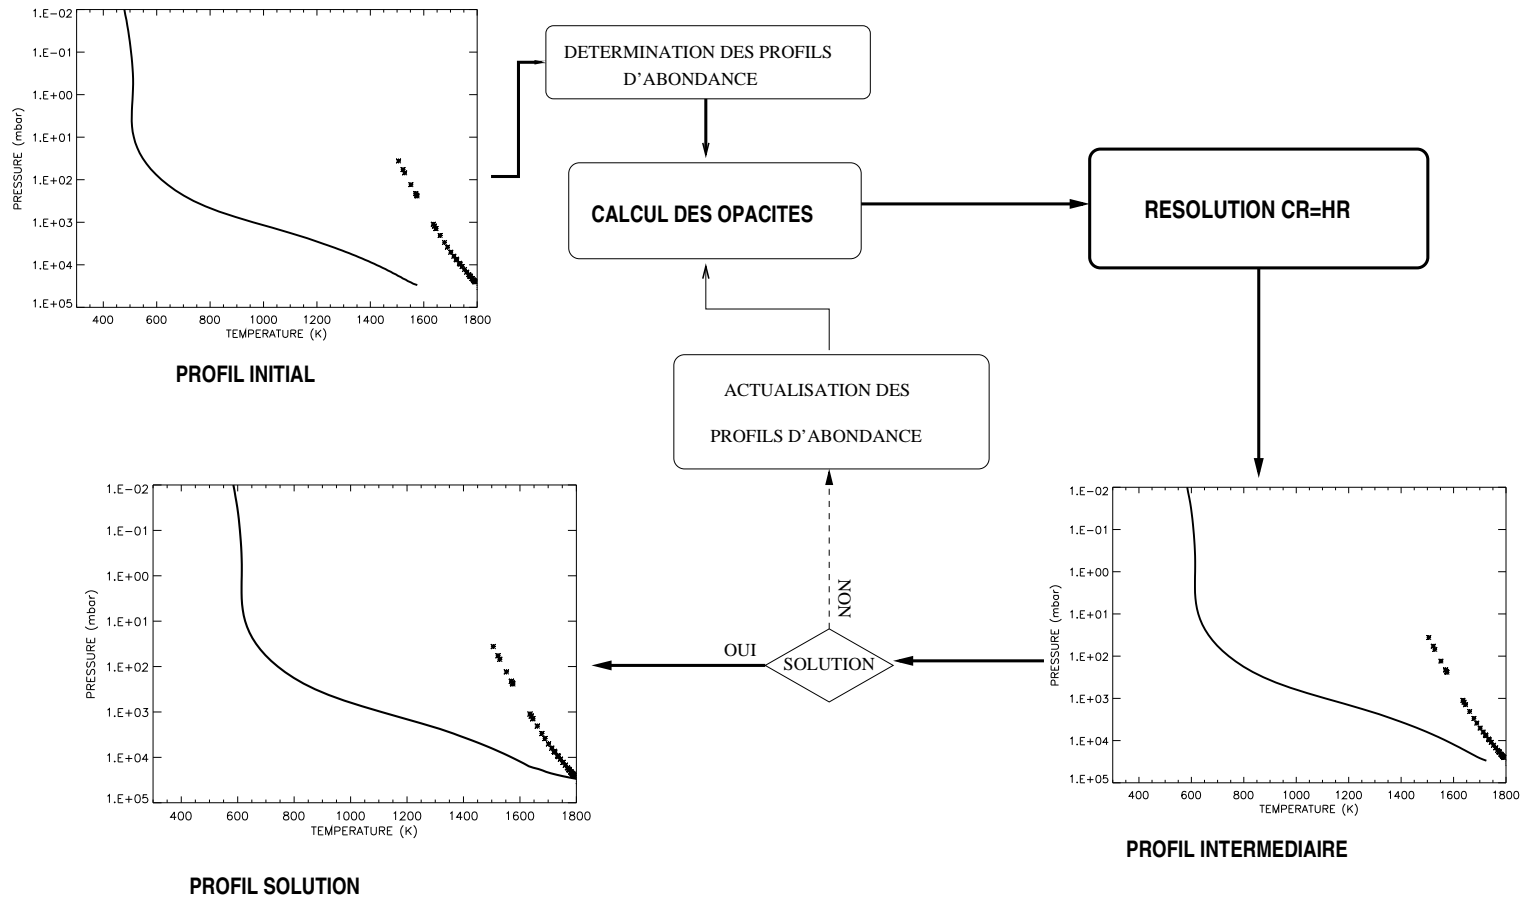 1.E-02
1.E-01
1.E+00
1.E+01
1.E+02
1.E+03
1.E+04
1.E+05
PRESSURE (mbar)
400 600 800 1000 1200 1400 1600 1800
TEMPERATURE (K)
PROFIL INITIAL
DETERMINATION DES PROFILS
D'ABONDANCE
CALCUL DES OPACITES
RESOLUTION CR=HR
ACTUALISATION DES
PROFILS D'ABONDANCE
NON
OUI
SOLUTION
1.E-02
1.E-01
1.E+00
1.E+01
1.E+02
1.E+03
1.E+04
1.E+05
PRESSURE (mbar)
400 600 800 1000 1200 1400 1600 1800
TEMPERATURE (K)
PROFIL INTERMEDIAIRE
1.E-02
1.E-01
1.E+00
1.E+01
1.E+02
1.E+03
1.E+04
1.E+05
PRESSURE (mbar)
400 600 800 1000 1200 1400 1600 1800
TEMPERATURE (K)
PROFIL SOLUTION